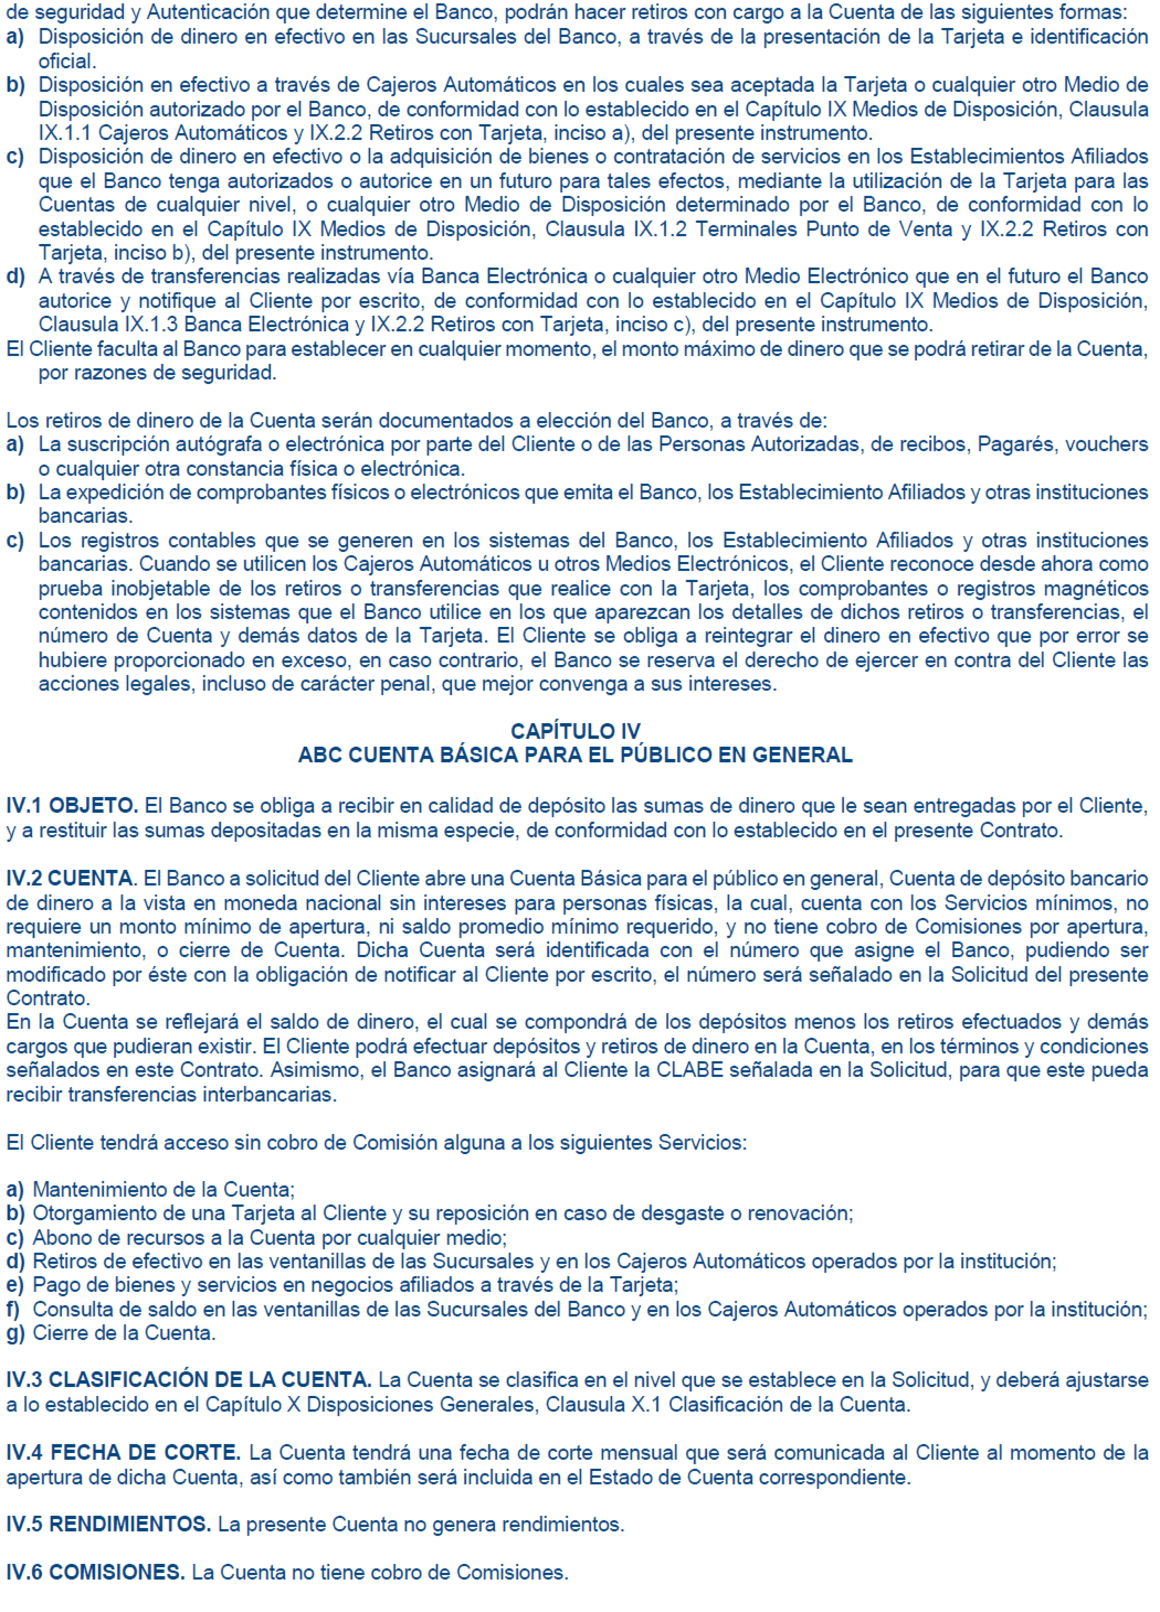 de seguridad y Autenticación que determine el Banco, podrán hacer retiros con cargo a la Cuenta de las siguientes formas:
a) Disposición de dinero en efectivo en las Sucursales del Banco, a través de la presentación de la Tarjeta e identificación
oficial.
b) Disposición en efectivo a través de Cajeros Automáticos en los cuales sea aceptada la Tarjeta o cualquier otro Medio de
Disposición autorizado por el Banco, de conformidad con lo establecido en el Capítulo IX Medios de Disposición, Clausula
IX.1.1 Cajeros Automáticos y IX.2.2 Retiros con Tarjeta, inciso a), del presente instrumento.
c) Disposición de dinero en efectivo o la adquisición de bienes o contratación de servicios en los Establecimientos Afiliados
que el Banco tenga autorizados o autorice en un futuro para tales efectos, mediante la utilización de la Tarjeta para las
Cuentas de cualquier nivel, o cualquier otro Medio de Disposición determinado por el Banco, de conformidad con lo
establecido en el Capítulo IX Medios de Disposición, Clausula IX.1.2 Terminales Punto de Venta y IX.2.2 Retiros con
Tarjeta, inciso b), del presente instrumento.
d) A través de transferencias realizadas vía Banca Electrónica o cualquier otro Medio Electrónico que en el futuro el Banco
autorice y notifique al Cliente por escrito, de conformidad con lo establecido en el Capítulo IX Medios de Disposición,
Clausula IX.1.3 Banca Electrónica y IX.2.2 Retiros con Tarjeta, inciso c), del presente instrumento.
El Cliente faculta al Banco para establecer en cualquier momento, el monto máximo de dinero que se podrá retirar de la Cuenta,
por razones de seguridad.
Los retiros de dinero de la Cuenta serán documentados a elección del Banco, a través de:
a) La suscripción autógrafa o electrónica por parte del Cliente o de las Personas Autorizadas, de recibos, Pagarés, vouchers
o cualquier otra constancia física o electrónica.
b) La expedición de comprobantes físicos o electrónicos que emita el Banco, los Establecimiento Afiliados y otras instituciones
bancarias.
c) Los registros contables que se generen en los sistemas del Banco, los Establecimiento Afiliados y otras instituciones
bancarias. Cuando se utilicen los Cajeros Automáticos u otros Medios Electrónicos, el Cliente reconoce desde ahora como
prueba inobjetable de los retiros o transferencias que realice con la Tarjeta, los comprobantes o registros magnéticos
contenidos en los sistemas que el Banco utilice en los que aparezcan los detalles de dichos retiros o transferencias, el
número de Cuenta y demás datos de la Tarjeta. El Cliente se obliga a reintegrar el dinero en efectivo que por error se
hubiere proporcionado en exceso, en caso contrario, el Banco se reserva el derecho de ejercer en contra del Cliente las
acciones legales, incluso de carácter penal, que mejor convenga a sus intereses.
CAPÍTULO IV
ABC CUENTA BÁSICA PARA EL PÚBLICO EN GENERAL
IV.1 OBJETO. El Banco se obliga a recibir en calidad de depósito las sumas de dinero que le sean entregadas por el Cliente,
y a restituir las sumas depositadas en la misma especie, de conformidad con lo establecido en el presente Contrato.
IV.2 CUENTA. El Banco a solicitud del Cliente abre una Cuenta Básica para el público en general, Cuenta de depósito bancario
de dinero a la vista en moneda nacional sin intereses para personas físicas, la cual, cuenta con los Servicios mínimos, no
requiere un monto mínimo de apertura, ni saldo promedio mínimo requerido, y no tiene cobro de Comisiones por apertura,
mantenimiento, o cierre de Cuenta. Dicha Cuenta será identificada con el número que asigne el Banco, pudiendo ser
modificado por éste con la obligación de notificar al Cliente por escrito, el número será señalado en la Solicitud del presente
Contrato.
En la Cuenta se reflejará el saldo de dinero, el cual se compondrá de los depósitos menos los retiros efectuados y demás
cargos que pudieran existir. El Cliente podrá efectuar depósitos y retiros de dinero en la Cuenta, en los términos y condiciones
señalados en este Contrato. Asimismo, el Banco asignará al Cliente la CLABE señalada en la Solicitud, para que este pueda
recibir transferencias interbancarias.
El Cliente tendrá acceso sin cobro de Comisión alguna a los siguientes Servicios:
a) Mantenimiento de la Cuenta;
b) Otorgamiento de una Tarjeta al Cliente y su reposición en caso de desgaste o renovación;
c) Abono de recursos a la Cuenta por cualquier medio;
d) Retiros de efectivo en las ventanillas de las Sucursales y en los Cajeros Automáticos operados por la institución;
e) Pago de bienes y servicios en negocios afiliados a través de la Tarjeta;
f) Consulta de saldo en las ventanillas de las Sucursales del Banco y en los Cajeros Automáticos operados por la institución;
g) Cierre de la Cuenta.
IV.3 CLASIFICACIÓN DE LA CUENTA. La Cuenta se clasifica en el nivel que se establece en la Solicitud, y deberá ajustarse
a lo establecido en el Capítulo X Disposiciones Generales, Clausula X.1 Clasificación de la Cuenta.
IV.4 FECHA DE CORTE. La Cuenta tendrá una fecha de corte mensual que será comunicada al Cliente al momento de la
apertura de dicha Cuenta, así como también será incluida en el Estado de Cuenta correspondiente.
IV.5 RENDIMIENTOS. La presente Cuenta no genera rendimientos.
IV.6 COMISIONES. La Cuenta no tiene cobro de Comisiones.